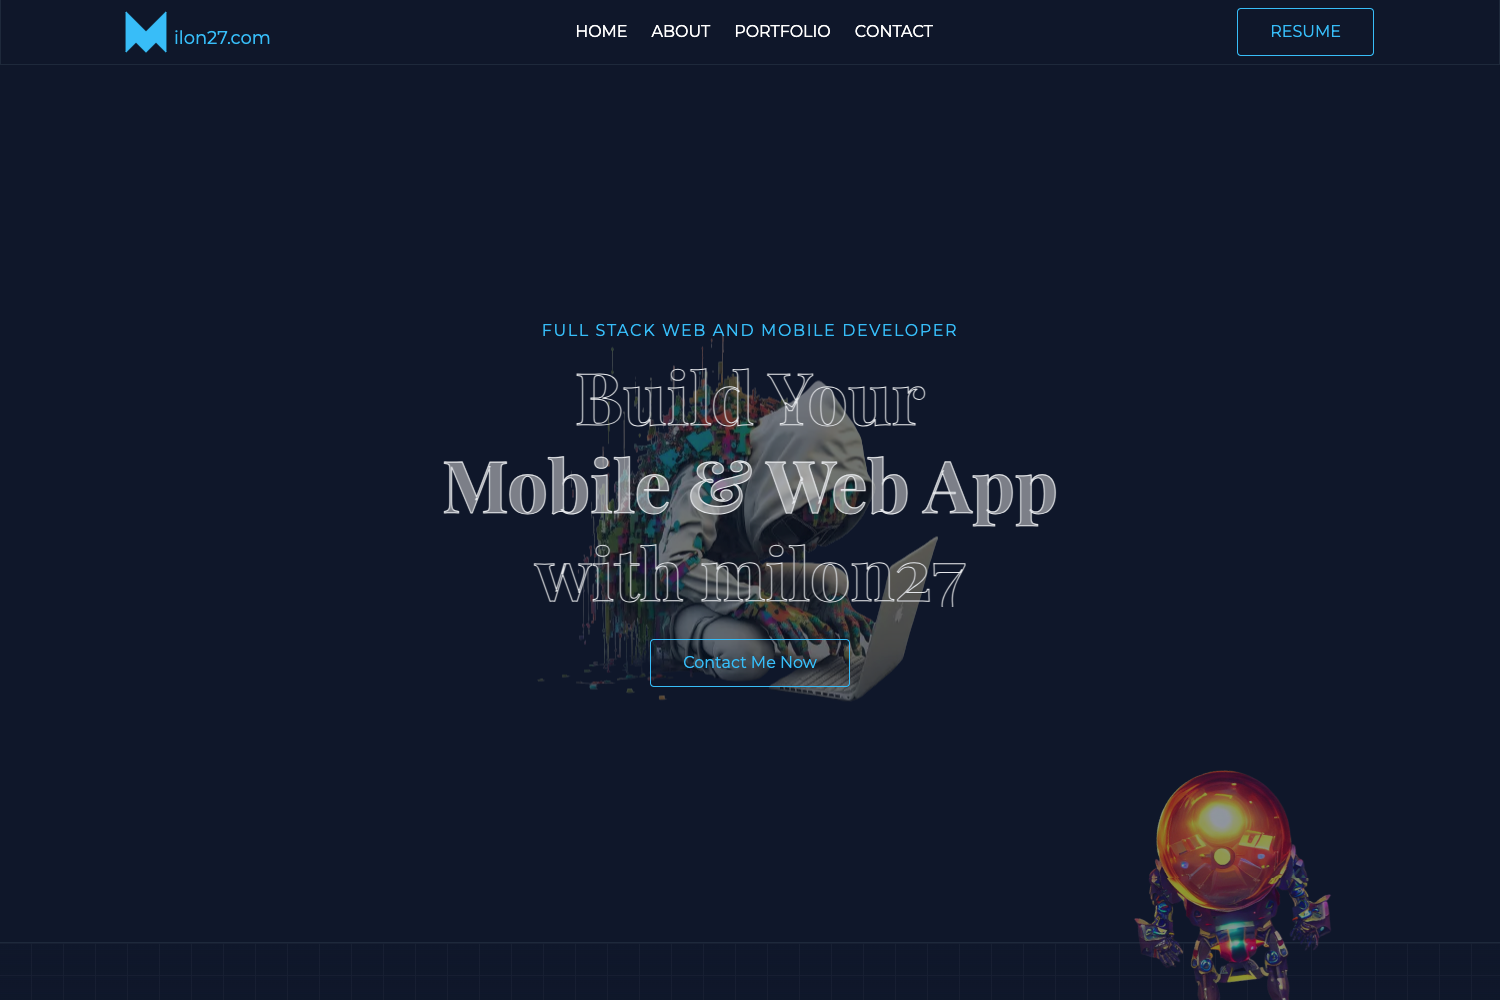 ilon27.com
HOME ABOUT PORTFOLIO CONTACT
RESUME
FULL STACK WEB AND MOBILE DEVELOPER
Build Your
Mobile & Web App
with milon27
Contact Me Now